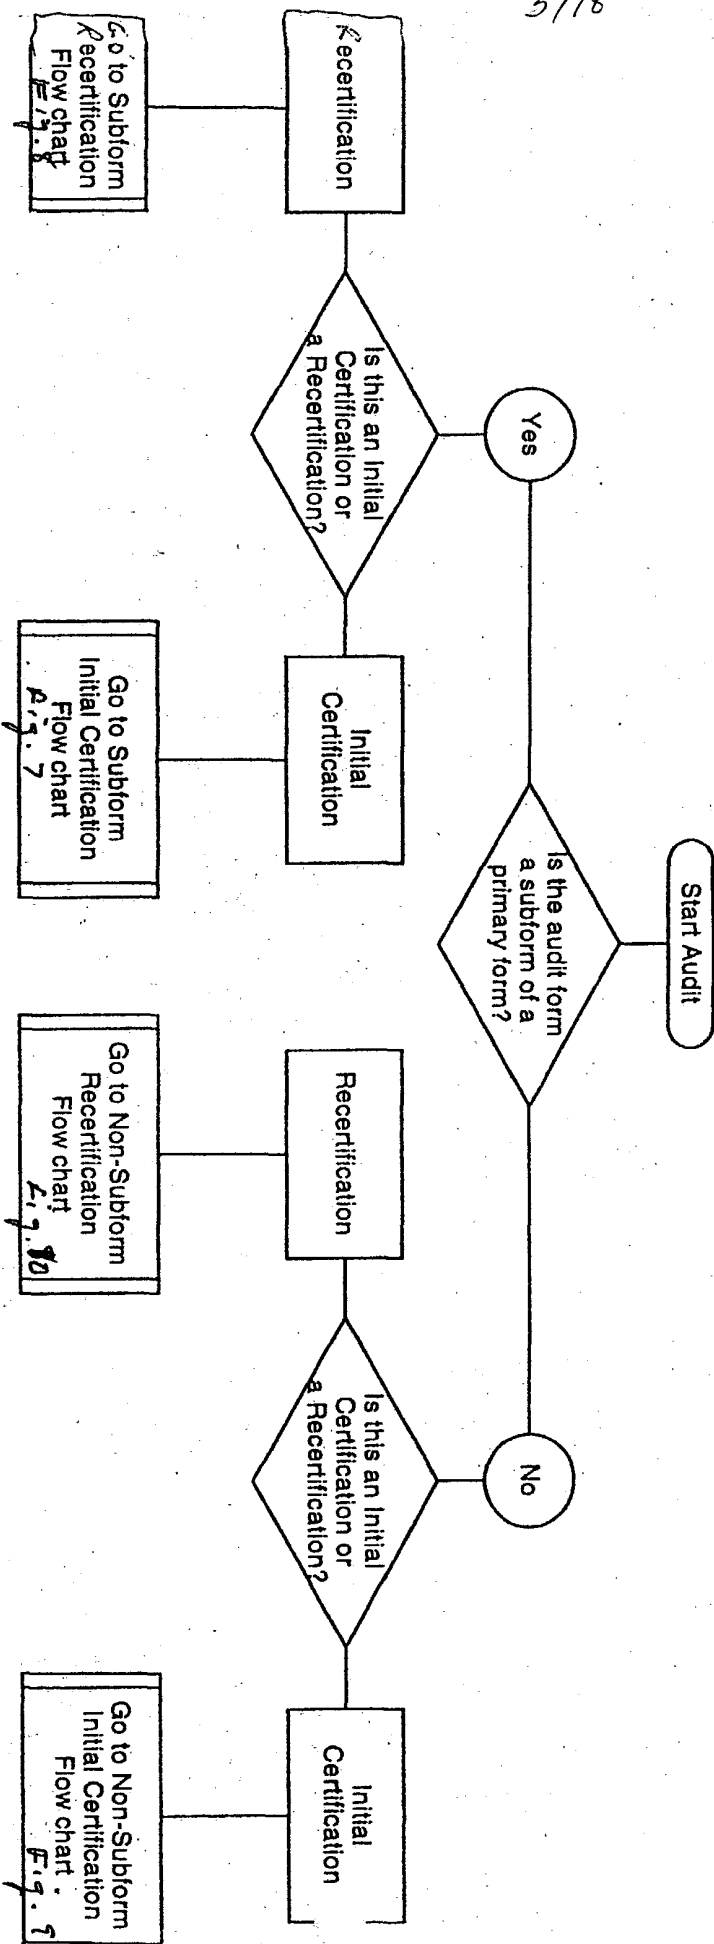 5/18
Start Audit
Is the audit form
a subform of a
primary form?
Yes
No
Is this an Initial
Certification or
a Recertification?
Is this an Initial
Certification or
a Recertification?
Recertification
Initial
Certification
Recertification
Initial
Certification
Go to Subform
Recertification
Flow chart
Fig. 8
Go to Subform
Initial Certification
Flow chart
Fig. 7
Go to Non-Subform
Recertification
Flow chart
Fig. 10
Go to Non-Subform
Initial Certification
Flow chart
Fig. 9